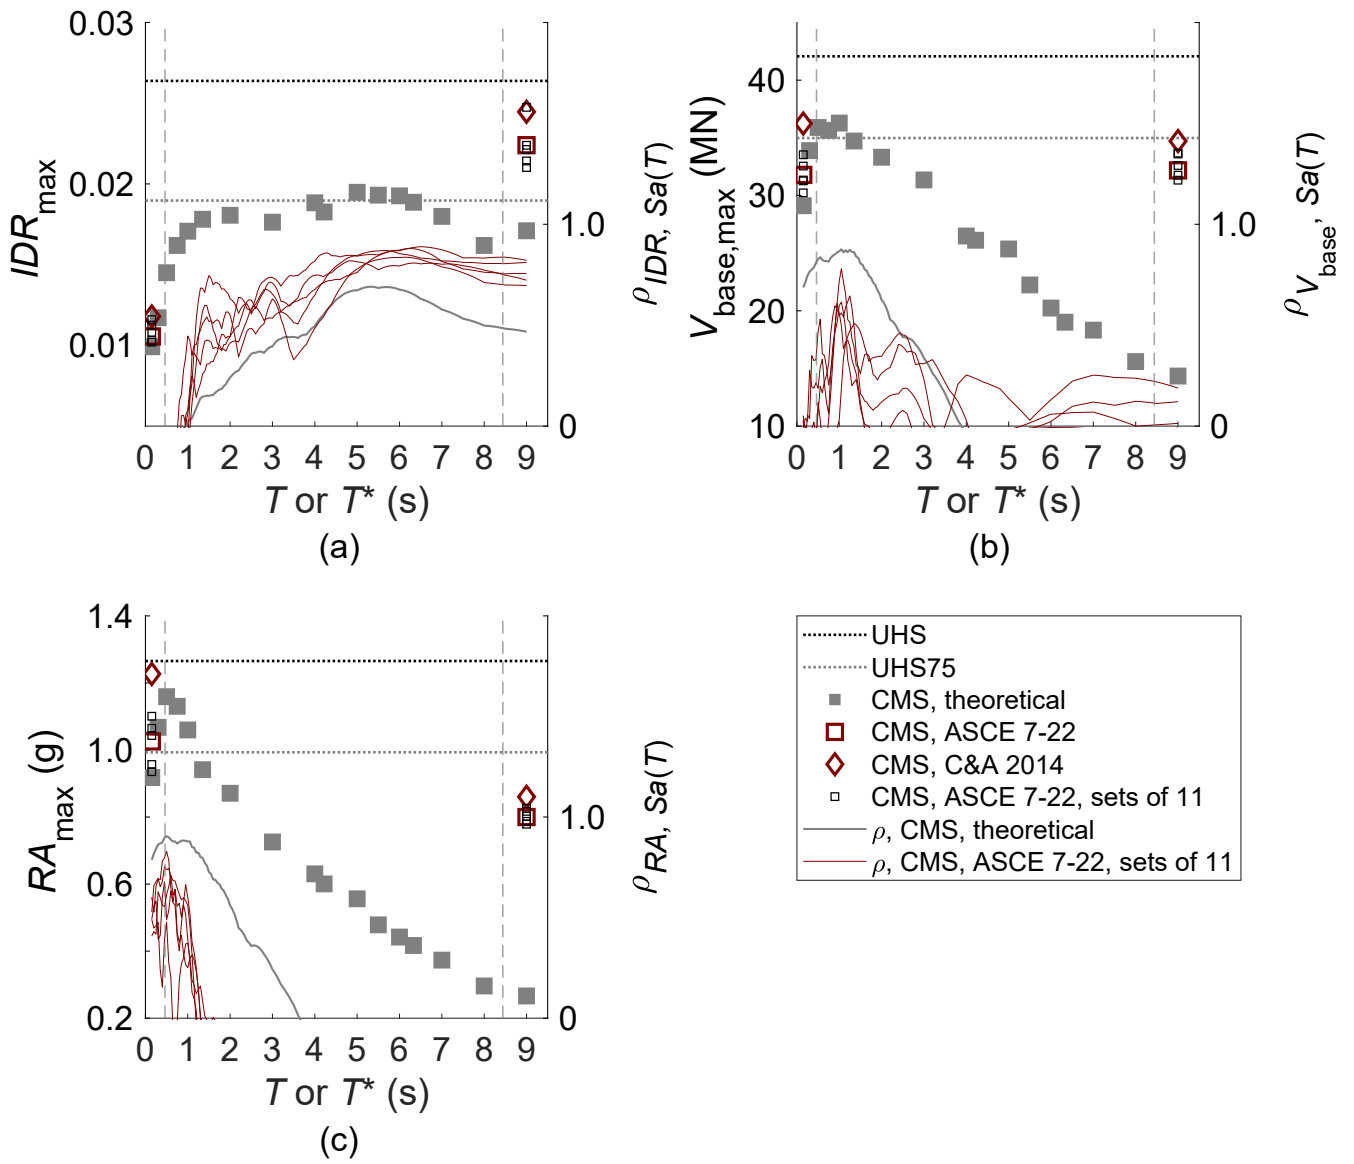 0.03
0.02
0.01
IDRmax
1.0
0
ρIDR, Sa(T)
0 1 2 3 4 5 6 7 8 9
T or T* (s)
(a)
40
30
20
10
Vbase,max (MN)
1.0
0
ρVbase, Sa(T)
0 1 2 3 4 5 6 7 8 9
T or T* (s)
(b)
1.4
1.0
0.6
0.2
RAmax (g)
1.0
0
ρRA, Sa(T)
0 1 2 3 4 5 6 7 8 9
T or T* (s)
(c)
UHS
UHS75
CMS, theoretical
CMS, ASCE 7-22
CMS, C&A 2014
CMS, ASCE 7-22, sets of 11
ρ, CMS, theoretical
ρ, CMS, ASCE 7-22, sets of 11